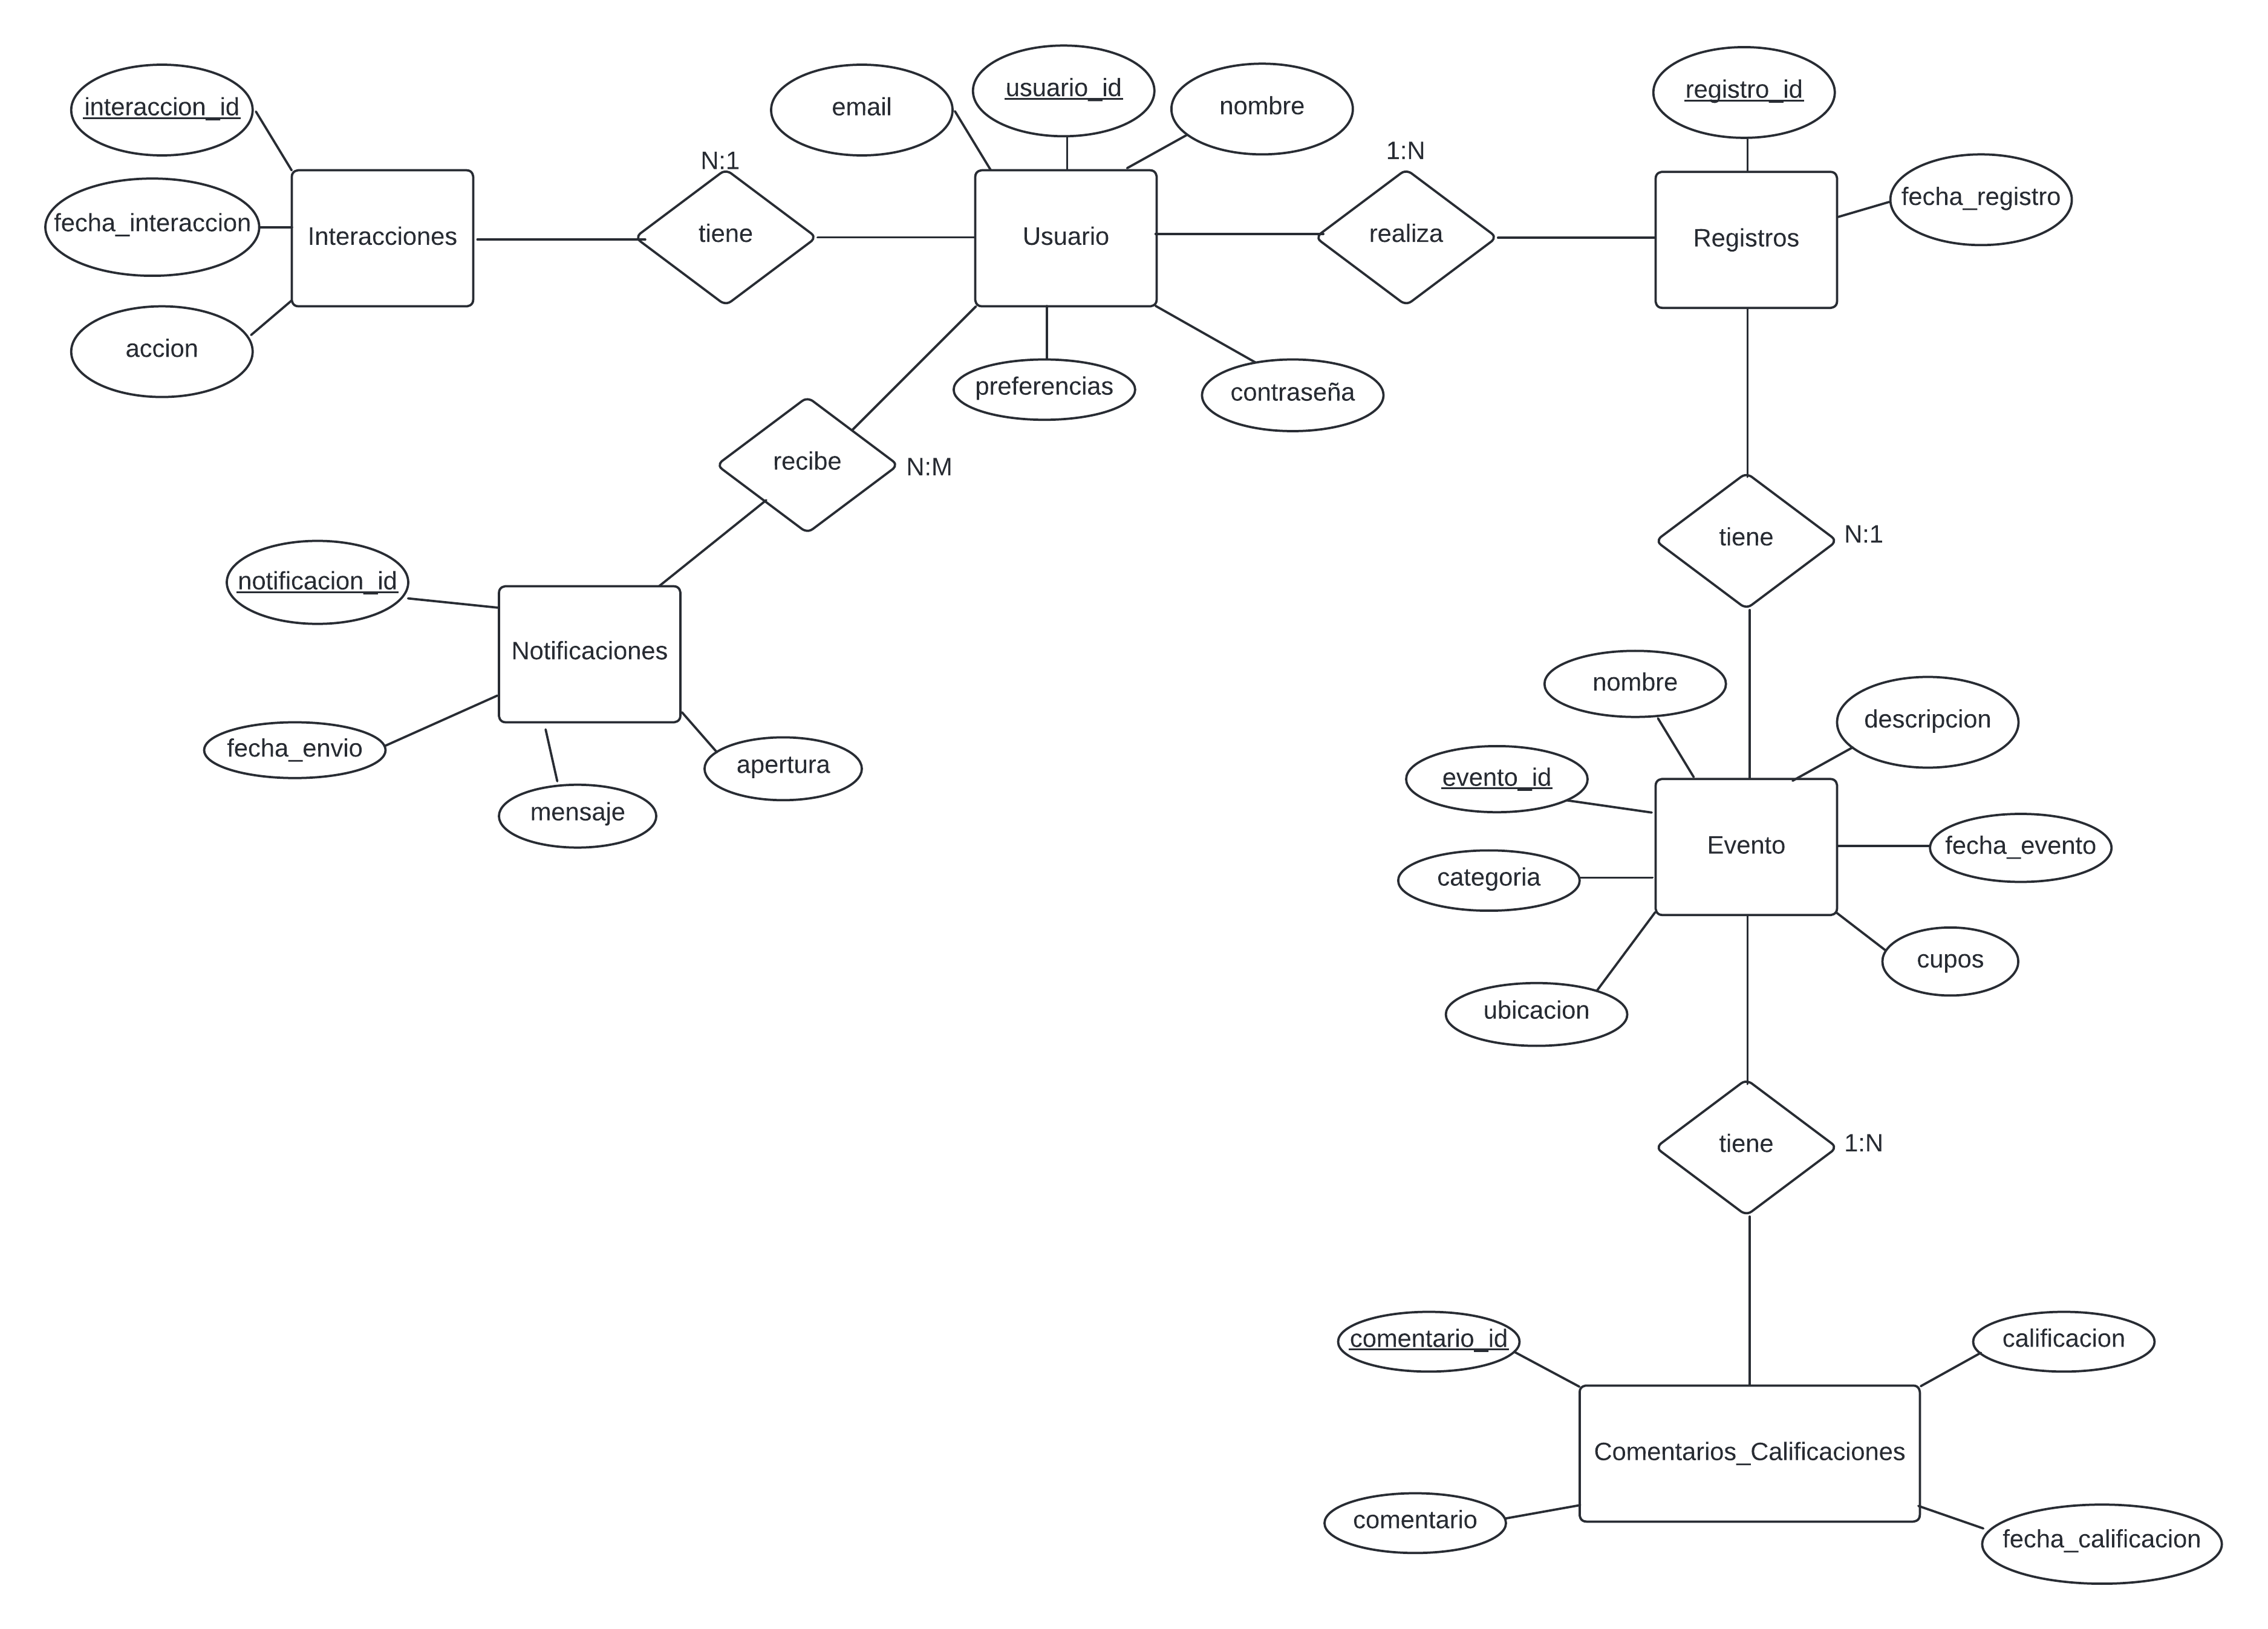 interaccion_id
fecha_interaccion
accion
Interacciones
N:1
tiene
email
usuario_id
nombre
Usuario
preferencias
contraseña
1:N
realiza
registro_id
fecha_registro
Registros
recibe
N:M
notificacion_id
Notificaciones
fecha_envio
mensaje
apertura
tiene
N:1
nombre
descripcion
evento_id
Evento
fecha_evento
categoria
cupos
ubicacion
tiene
1:N
comentario_id
calificacion
Comentarios_Calificaciones
comentario
fecha_calificacion